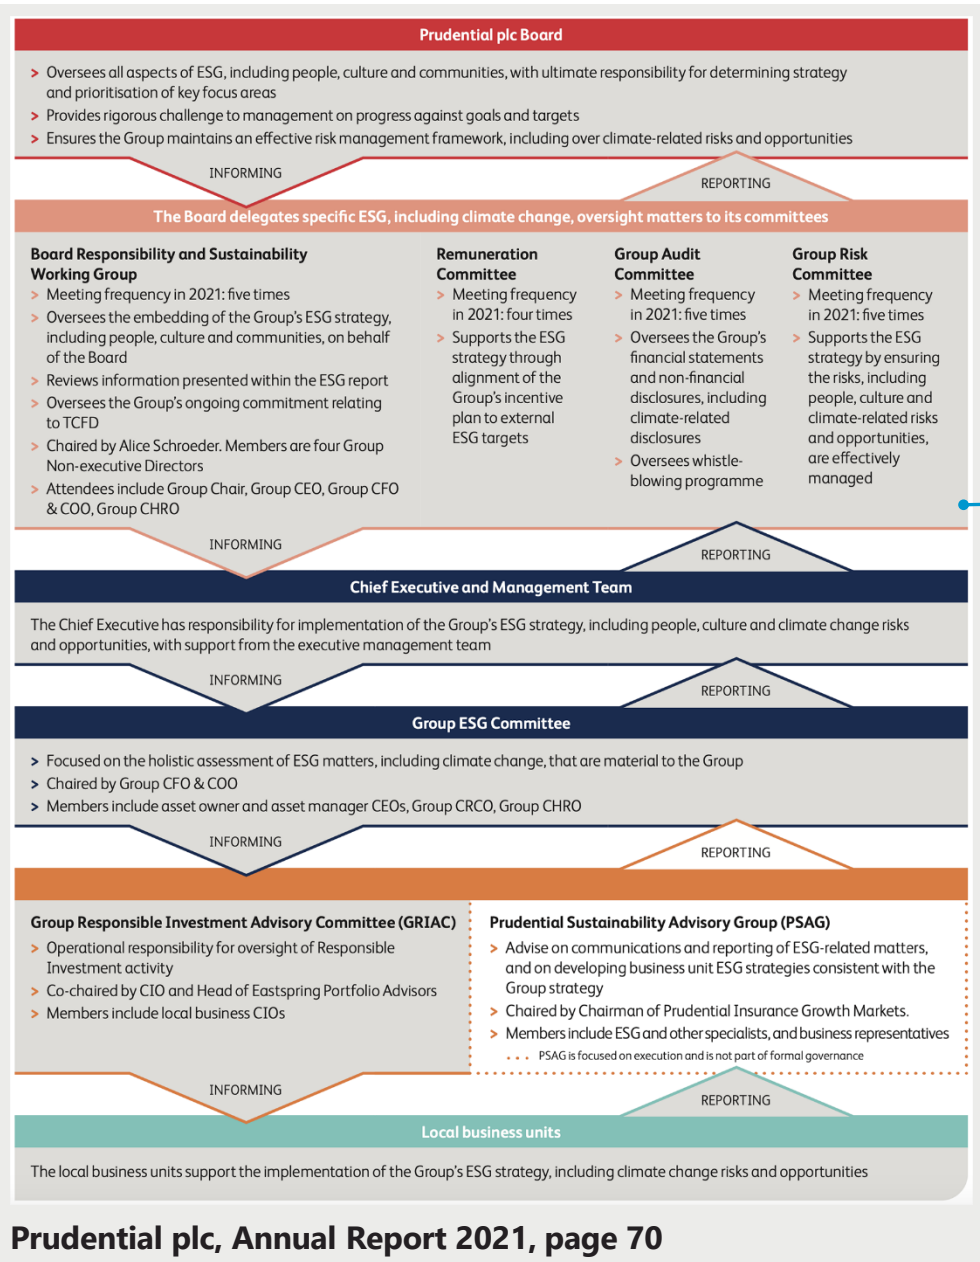 Prudential plc Board
> Oversees all aspects of ESG, including people, culture and communities, with ultimate responsibility for determining strategy
and prioritisation of key focus areas
> Provides rigorous challenge to management on progress against goals and targets
> Ensures the Group maintains an effective risk management framework, including over climate-related risks and opportunities
INFORMING
REPORTING
The Board delegates specific ESG, including climate change, oversight matters to its committees
Board Responsibility and Sustainability
Working Group
> Meeting frequency in 2021: five times
> Oversees the embedding of the Group's ESG strategy,
including people, culture and communities, on behalf
of the Board
> Reviews information presented within the ESG report
> Oversees the Group's ongoing commitment relating
to TCFD
> Chaired by Alice Schroeder. Members are four Group
Non-executive Directors
> Attendees include Group Chair, Group CEO, Group CFO
& COO, Group CHRO
Remuneration
Committee
> Meeting frequency
in 2021: four times
> Supports the ESG
strategy through
alignment of the
Group's incentive
plan to external
ESG targets
Group Audit
Committee
> Meeting frequency
in 2021: five times
> Oversees the Group's
financial statements
and non-financial
disclosures, including
climate-related
disclosures
> Oversees whistle-
blowing programme
Group Risk
Committee
> Meeting frequency
in 2021: five times
> Supports the ESG
strategy by ensuring
the risks, including
people, culture and
climate-related risks
and opportunities,
are effectively
managed
INFORMING
REPORTING
Chief Executive and Management Team
The Chief Executive has responsibility for implementation of the Group's ESG strategy, including people, culture and climate change risks
and opportunities, with support from the executive management team
INFORMING
REPORTING
Group ESG Committee
> Focused on the holistic assessment of ESG matters, including climate change, that are material to the Group
> Chaired by Group CFO & COO
> Members include asset owner and asset manager CEOs, Group CRCO, Group CHRO
INFORMING
REPORTING
Group Responsible Investment Advisory Committee (GRIAC)
> Operational responsibility for oversight of Responsible
Investment activity
> Co-chaired by CIO and Head of Eastspring Portfolio Advisors
> Members include local business CIOs
Prudential Sustainability Advisory Group (PSAG)
> Advise on communications and reporting of ESG-related matters,
and on developing business unit ESG strategies consistent with the
Group strategy
> Chaired by Chairman of Prudential Insurance Growth Markets.
> Members include ESG and other specialists, and business representatives
... PSAG is focused on execution and is not part of formal governance
INFORMING
REPORTING
Local business units
The local business units support the implementation of the Group's ESG strategy, including climate change risks and opportunities
Prudential plc, Annual Report 2021, page 70